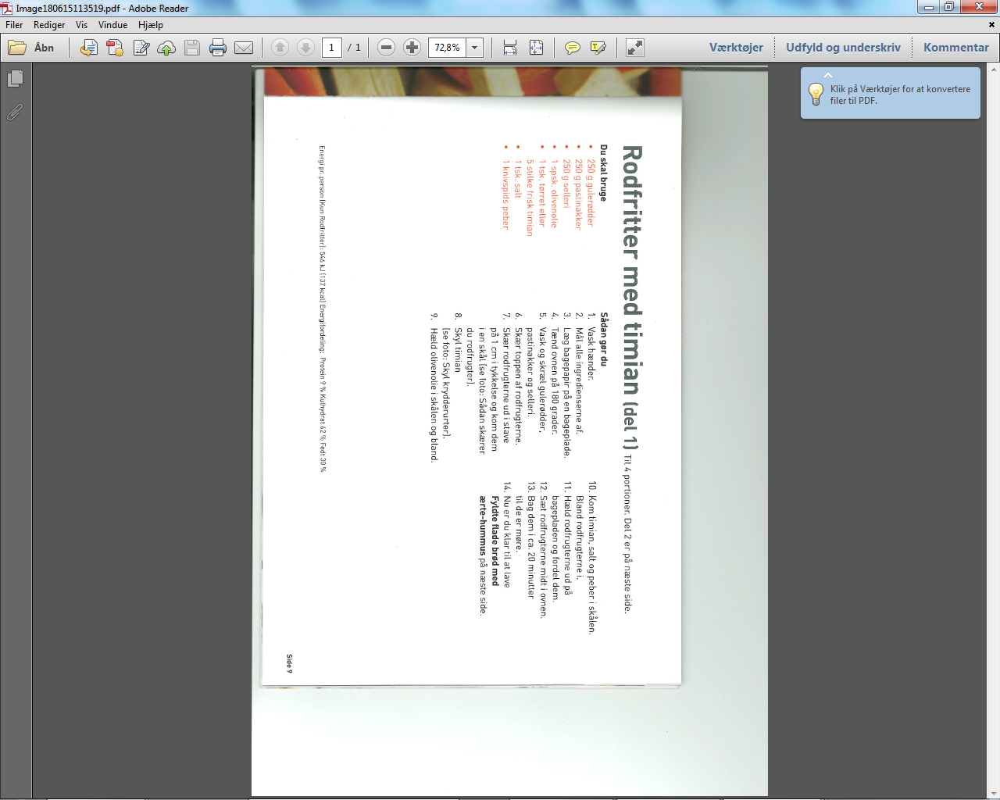 Image180615113519.pdf - Adobe Reader
Filer Rediger Vis Vindue Hjælp
Åbn
1 / 1
72,8%
Værktøjer
Udfyld og underskriv
Kommentar
Klik på Værktøjer for at konvertere
filer til PDF.
Rodfritter med timian (del 1) Til 4 portioner. Del 2 er på næste side.
Du skal bruge
• 250 g gulerødder
• 250 g pastinakker
• 250 g selleri
• 1 spsk. olivenolie
• 1 tsk. tørret eller
5 stilke frisk timian
• 1 tsk. salt
• 1 knivspids peber
Sådan gør du
1. Vask hænder.
2. Mål alle ingredienserne af.
3. Læg bagepapir på en bageplade.
4. Tænd ovnen på 180 grader.
5. Vask og skræl gulerødder,
pastinakker og selleri.
6. Skær toppen af rodfrugterne.
7. Skær rodfrugterne ud i stave
på 1 cm i tykkelse og kom dem
i en skål (se foto: Sådan skærer
du rodfrugter).
8. Skyl timian
(se foto: Skyl krydderurter).
9. Hæld olivenolie i skålen og bland.
10. Kom timian, salt og peber i skålen.
Bland rodfrugterne i.
11. Hæld rodfrugterne ud på
bagepladen og fordel dem.
12. Sæt rodfrugterne midt i ovnen.
13. Bag dem i ca. 20 minutter
til de er møre.
14. Nu er du klar til at lave
Fyldte flade brød med
ærte-hummus på næste side.
Energi pr. person (Kun Rodfritter): 546 kJ (137 kcal) Energifordeling: Protein 9 % Kulhydrat 62 % Fedt 30 %
Side 9